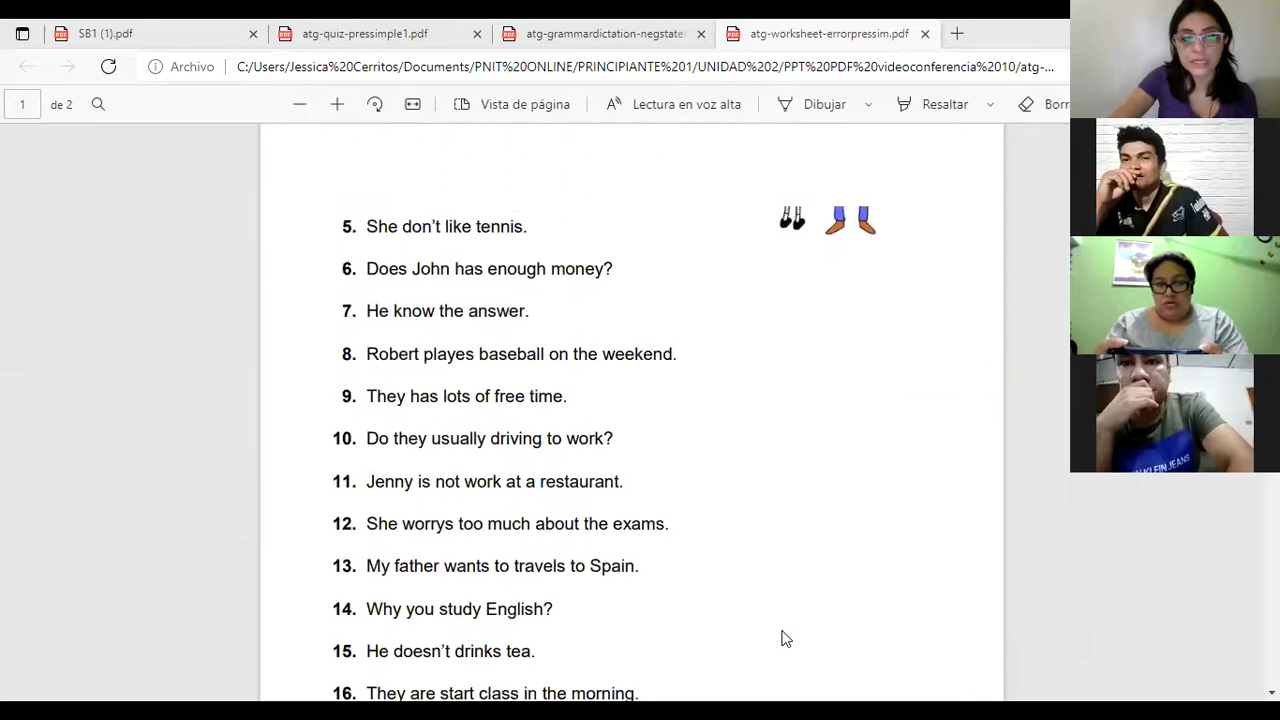 SB1 (1).pdf
atg-quiz-pressimple1.pdf
atg-grammardictation-negstate
atg-worksheet-errorpressim.pdf
Archivo
C:/Users/Jessica%20Cerritos/Documents/PNIT%20ONLINE/PRINCIPIANTE%201/UNIDAD%202/PPT%20PDF%20videoconferencia%2010/atg-...
1 de 2
Vista de página
Lectura en voz alta
Dibujar
Resaltar
Borr
5. She don't like tennis.
6. Does John has enough money?
7. He know the answer.
8. Robert playes baseball on the weekend.
9. They has lots of free time.
10. Do they usually driving to work?
11. Jenny is not work at a restaurant.
12. She worrys too much about the exams.
13. My father wants to travels to Spain.
14. Why you study English?
15. He doesn't drinks tea.
16. They are start class in the morning.
KLEIN JEANS